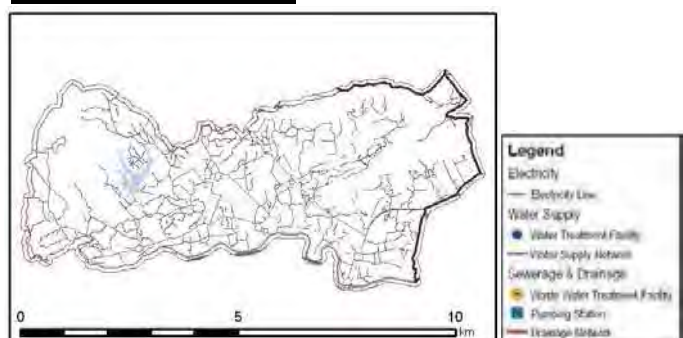 0 5 10
km
Legend
Electricity
Electricity Line
Water Supply
Water Treatment Facility
Water Supply Network
Sewerage & Drainage
Waste Water Treatment Facility
Pumping Station
Drainage Network